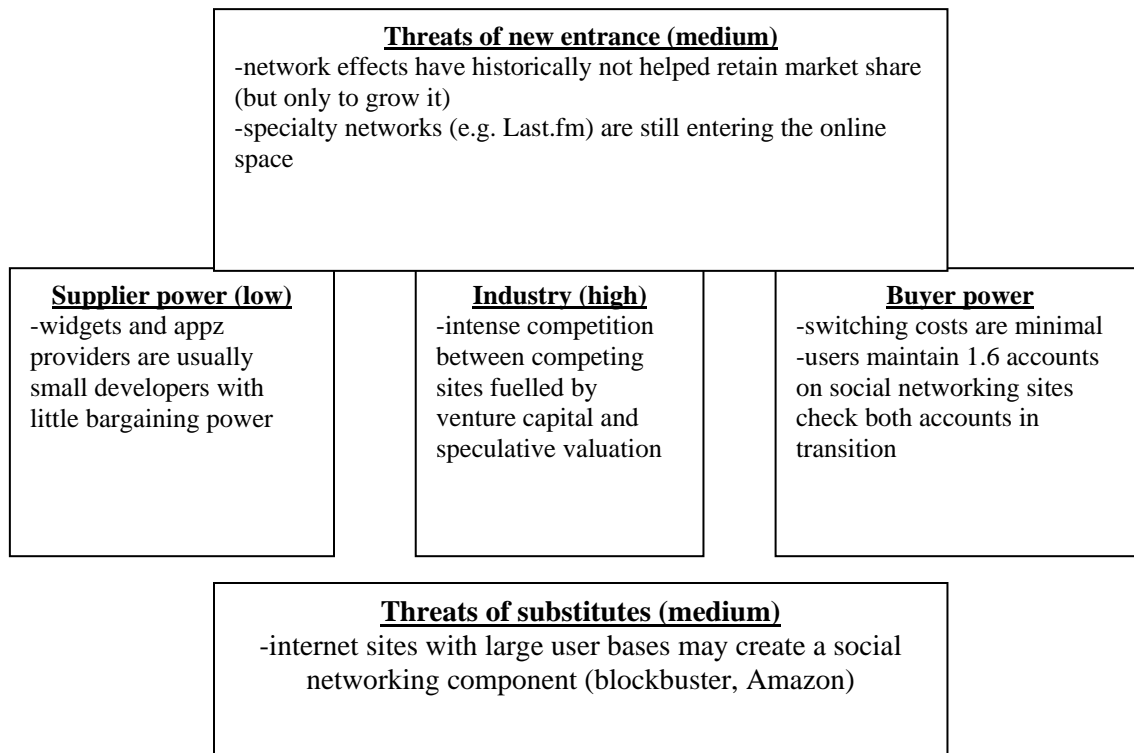 Threats of new entrance (medium)
-network effects have historically not helped retain market share
(but only to grow it)
-specialty networks (e.g. Last.fm) are still entering the online
space
Supplier power (low)
-widgets and appz
providers are usually
small developers with
little bargaining power
Industry (high)
-intense competition
between competing
sites fuelled by
venture capital and
speculative valuation
Buyer power
-switching costs are minimal
-users maintain 1.6 accounts
on social networking sites
check both accounts in
transition
Threats of substitutes (medium)
-internet sites with large user bases may create a social
networking component (blockbuster, Amazon)